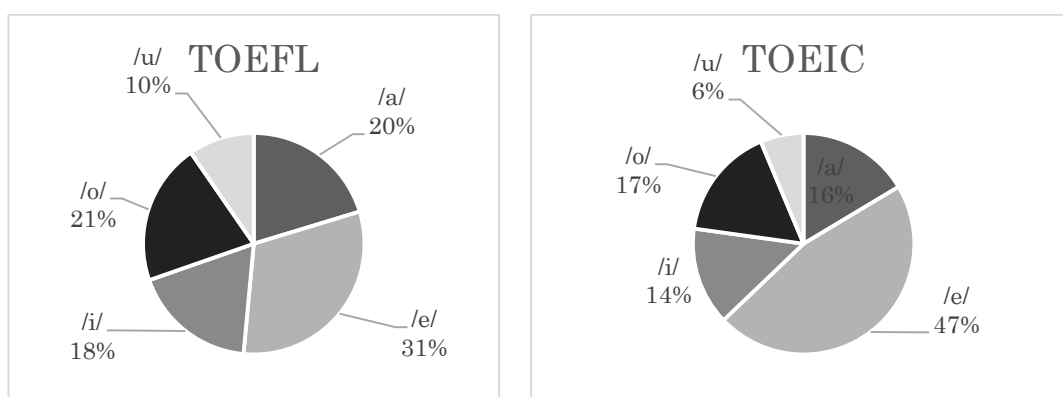 TOEFL
/u/
10%
/a/
20%
/o/
21%
/i/
18%
/e/
31%
TOEIC
/u/
6%
/a/
16%
/o/
17%
/i/
14%
/e/
47%